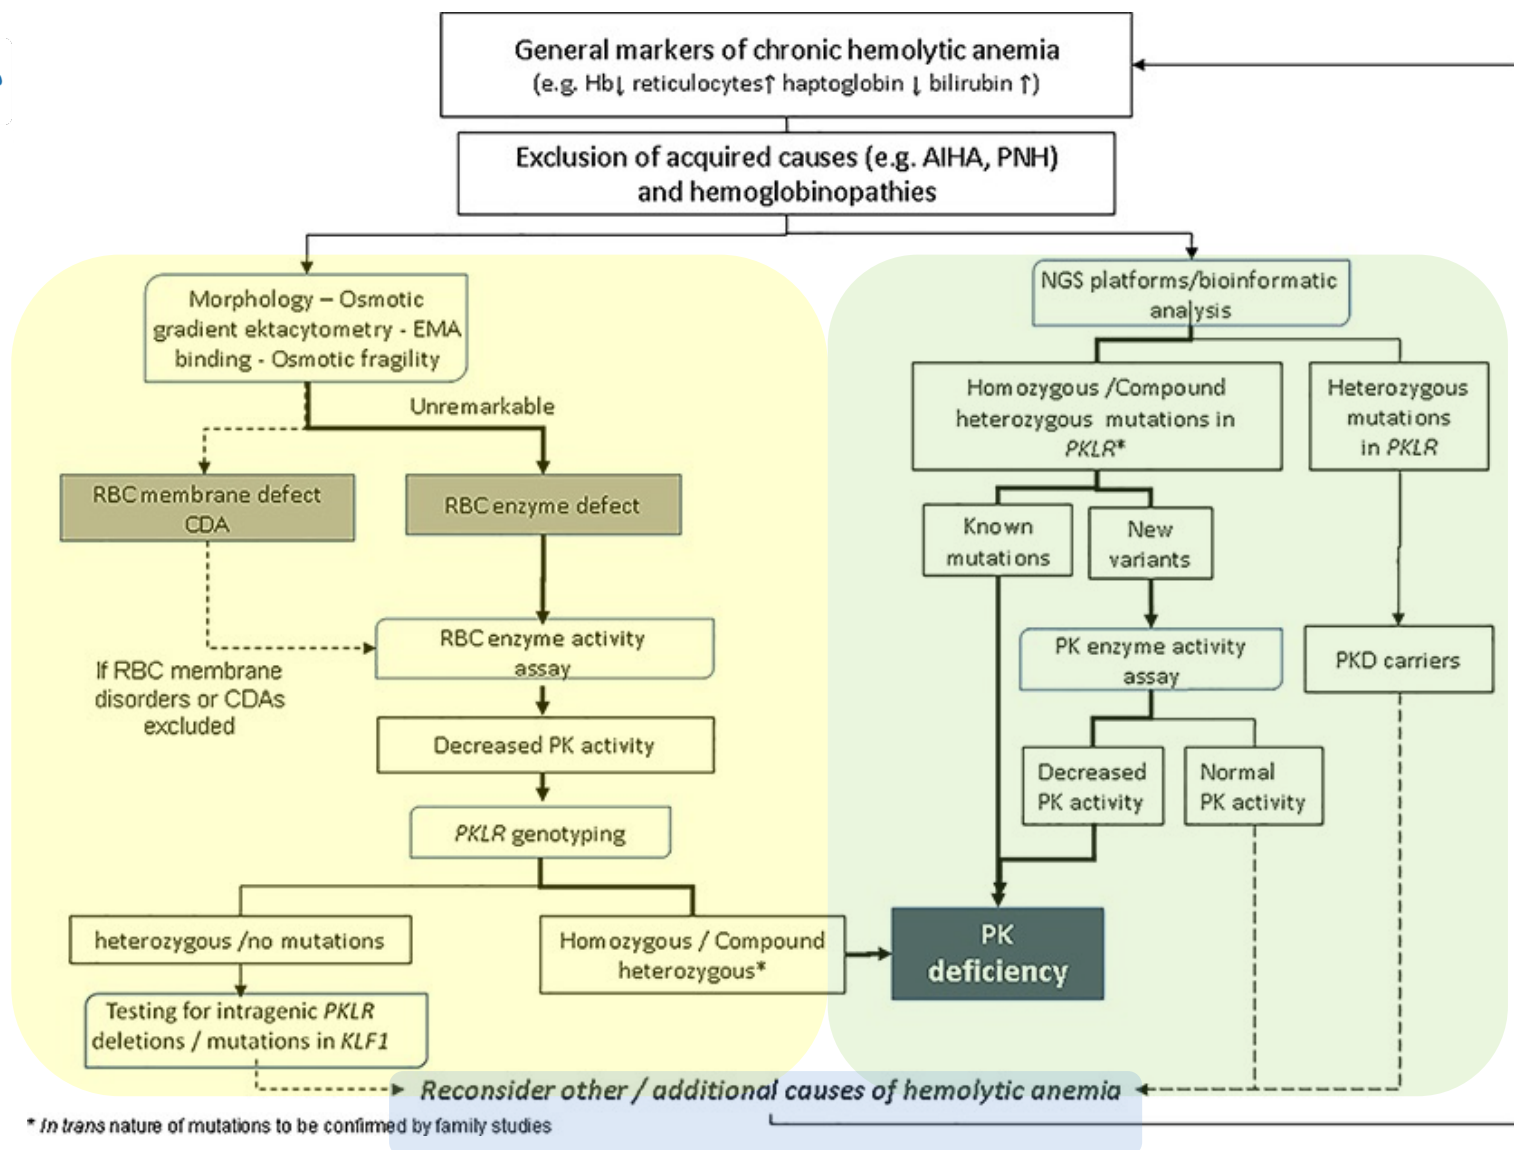 General markers of chronic hemolytic anemia
(e.g. Hb↓ reticulocytes↑ haptoglobin ↓ bilirubin ↑)
Exclusion of acquired causes (e.g. AIHA, PNH)
and hemoglobinopathies
Morphology – Osmotic
gradient ektacytometry - EMA
binding - Osmotic fragility
Unremarkable
RBC membrane defect
CDA
RBC enzyme defect
If RBC membrane
disorders or CDAs
excluded
RBC enzyme activity
assay
Decreased PK activity
PKLR genotyping
heterozygous /no mutations
Homozygous / Compound
heterozygous*
Testing for intragenic PKLR
deletions / mutations in KLF1
NGS platforms/bioinformatic
analysis
Homozygous /Compound
heterozygous mutations in
PKLR*
Heterozygous
mutations
in PKLR
Known
mutations
New
variants
PK enzyme activity
assay
PKD carriers
Decreased
PK activity
Normal
PK activity
PK
deficiency
Reconsider other / additional causes of hemolytic anemia
* In trans nature of mutations to be confirmed by family studies